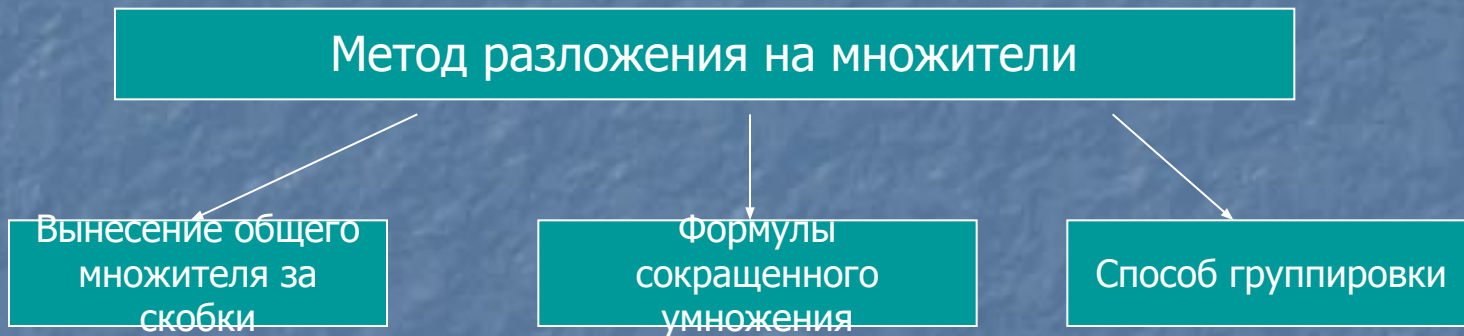 Метод разложения на множители
Вынесение общего
множителя за
скобки
Формулы
сокращенного
умножения
Способ группировки